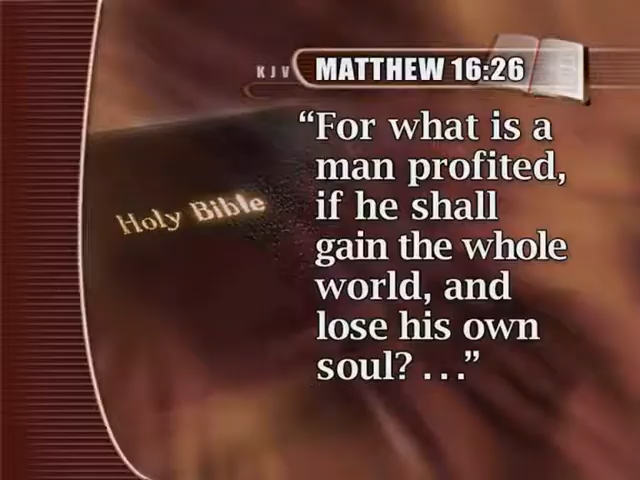 KJV MATTHEW 16:26
“For what is a
man profited,
if he shall
gain the whole
world, and
lose his own
soul? . . .”
Holy Bible